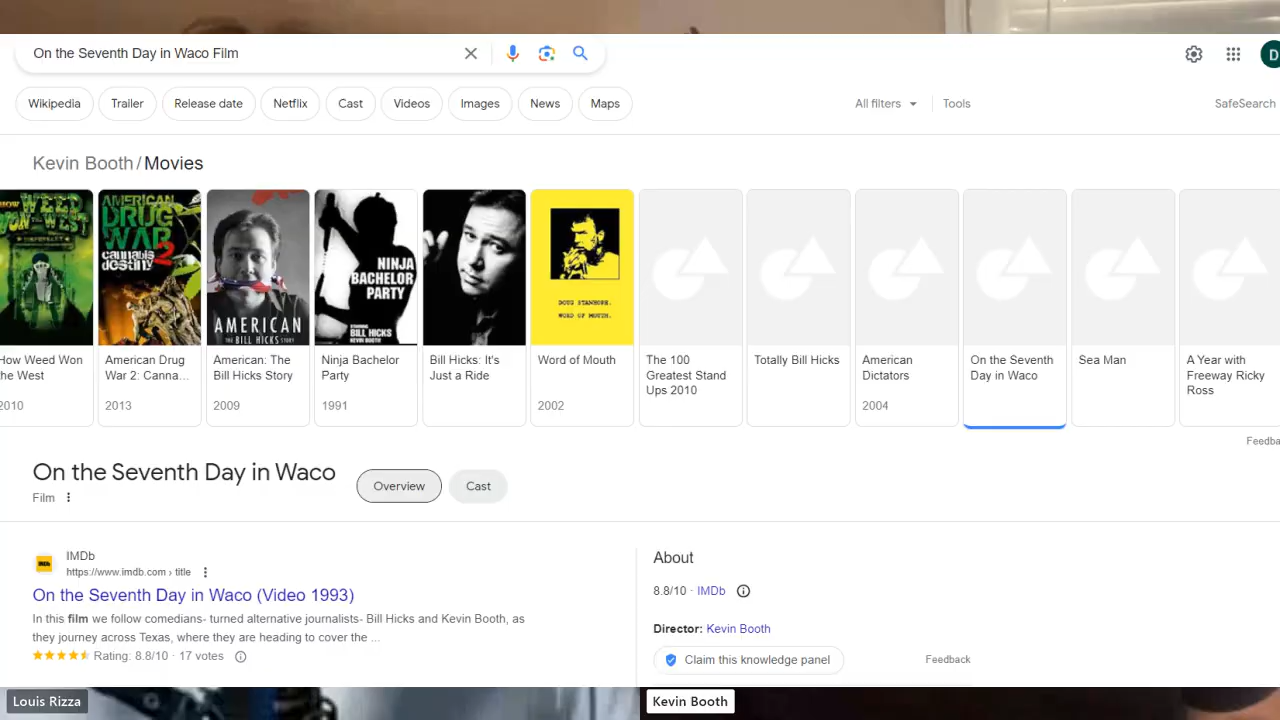 On the Seventh Day in Waco Film
D
Wikipedia
Trailer
Release date
Netflix
Cast
Videos
Images
News
Maps
All filters
Tools
SafeSearch
Kevin Booth/Movies
WEED
WON THE WEST
AMERICAN
DRUG
WAR
2
cannabis
destiny
AMERICAN
THE BILL HICKS STORY
NINJA
BACHELOR
PARTY
STARRING
BILL HICKS
KEVIN BOOTH
DOUG STANHOPE.
WORD OF MOUTH.
How Weed Won
the West
2010
American Drug
War 2: Canna...
2013
American: The
Bill Hicks Story
2009
Ninja Bachelor
Party
1991
Bill Hicks: It's
Just a Ride
Word of Mouth
2002
The 100
Greatest Stand
Ups 2010
Totally Bill Hicks
American
Dictators
2004
On the Seventh
Day in Waco
Sea Man
A Year with
Freeway Ricky
Ross
Feedba
On the Seventh Day in Waco
Film
Overview
Cast
IMDb
IMDb
https://www.imdb.com › title
On the Seventh Day in Waco (Video 1993)
In this film we follow comedians- turned alternative journalists- Bill Hicks and Kevin Booth, as
they journey across Texas, where they are heading to cover the ...
Rating: 8.8/10 · 17 votes
About
8.8/10 · IMDb
Director: Kevin Booth
Claim this knowledge panel
Feedback
Louis Rizza
Kevin Booth